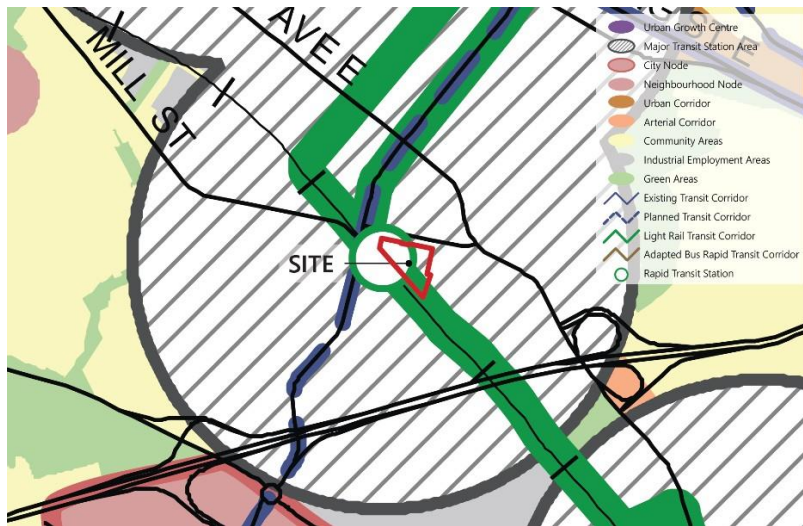 AVE E
MILL ST
SITE
Urban Growth Centre
Major Transit Station Area
City Node
Neighbourhood Node
Urban Corridor
Arterial Corridor
Community Areas
Industrial Employment Areas
Green Areas
Existing Transit Corridor
Planned Transit Corridor
Light Rail Transit Corridor
Adapted Bus Rapid Transit Corridor
Rapid Transit Station